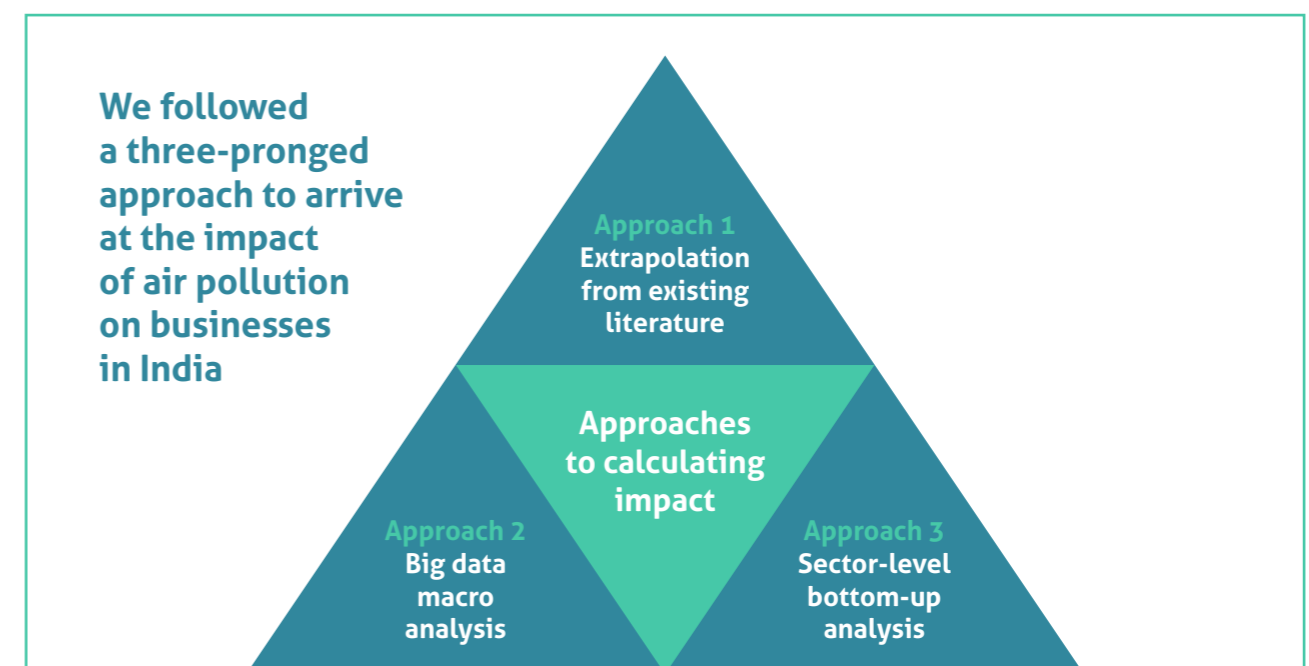 We followed
a three-pronged
approach to arrive
at the impact
of air pollution
on businesses
in India
Approach 1
Extrapolation
from existing
literature
Approaches
to calculating
impact
Approach 2
Big data
macro
analysis
Approach 3
Sector-level
bottom-up
analysis